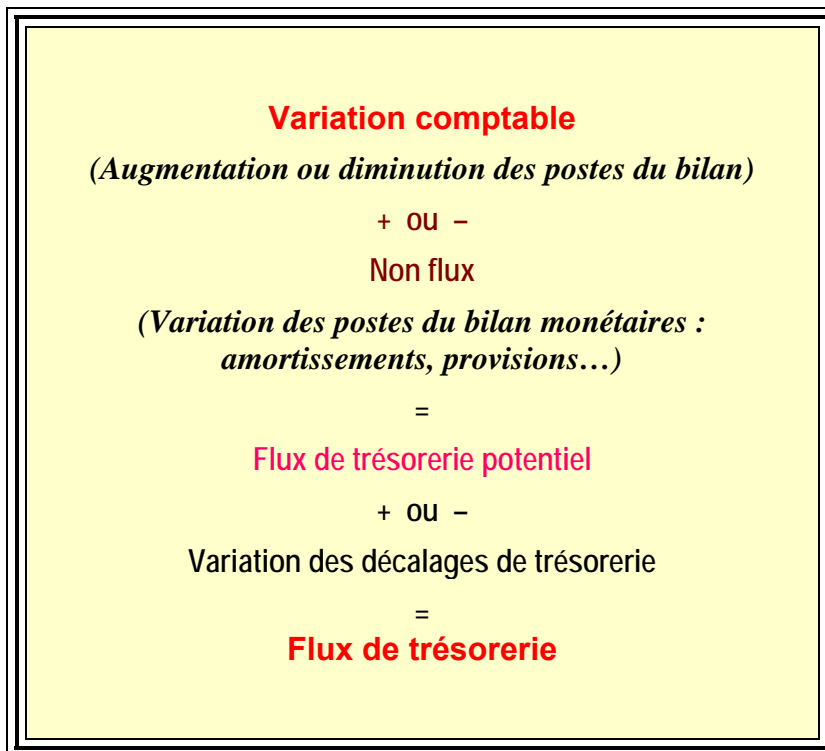 Variation comptable
(Augmentation ou diminution des postes du bilan)
+ ou –
Non flux
(Variation des postes du bilan monétaires :
amortissements, provisions…)
=
Flux de trésorerie potentiel
+ ou –
Variation des décalages de trésorerie
=
Flux de trésorerie